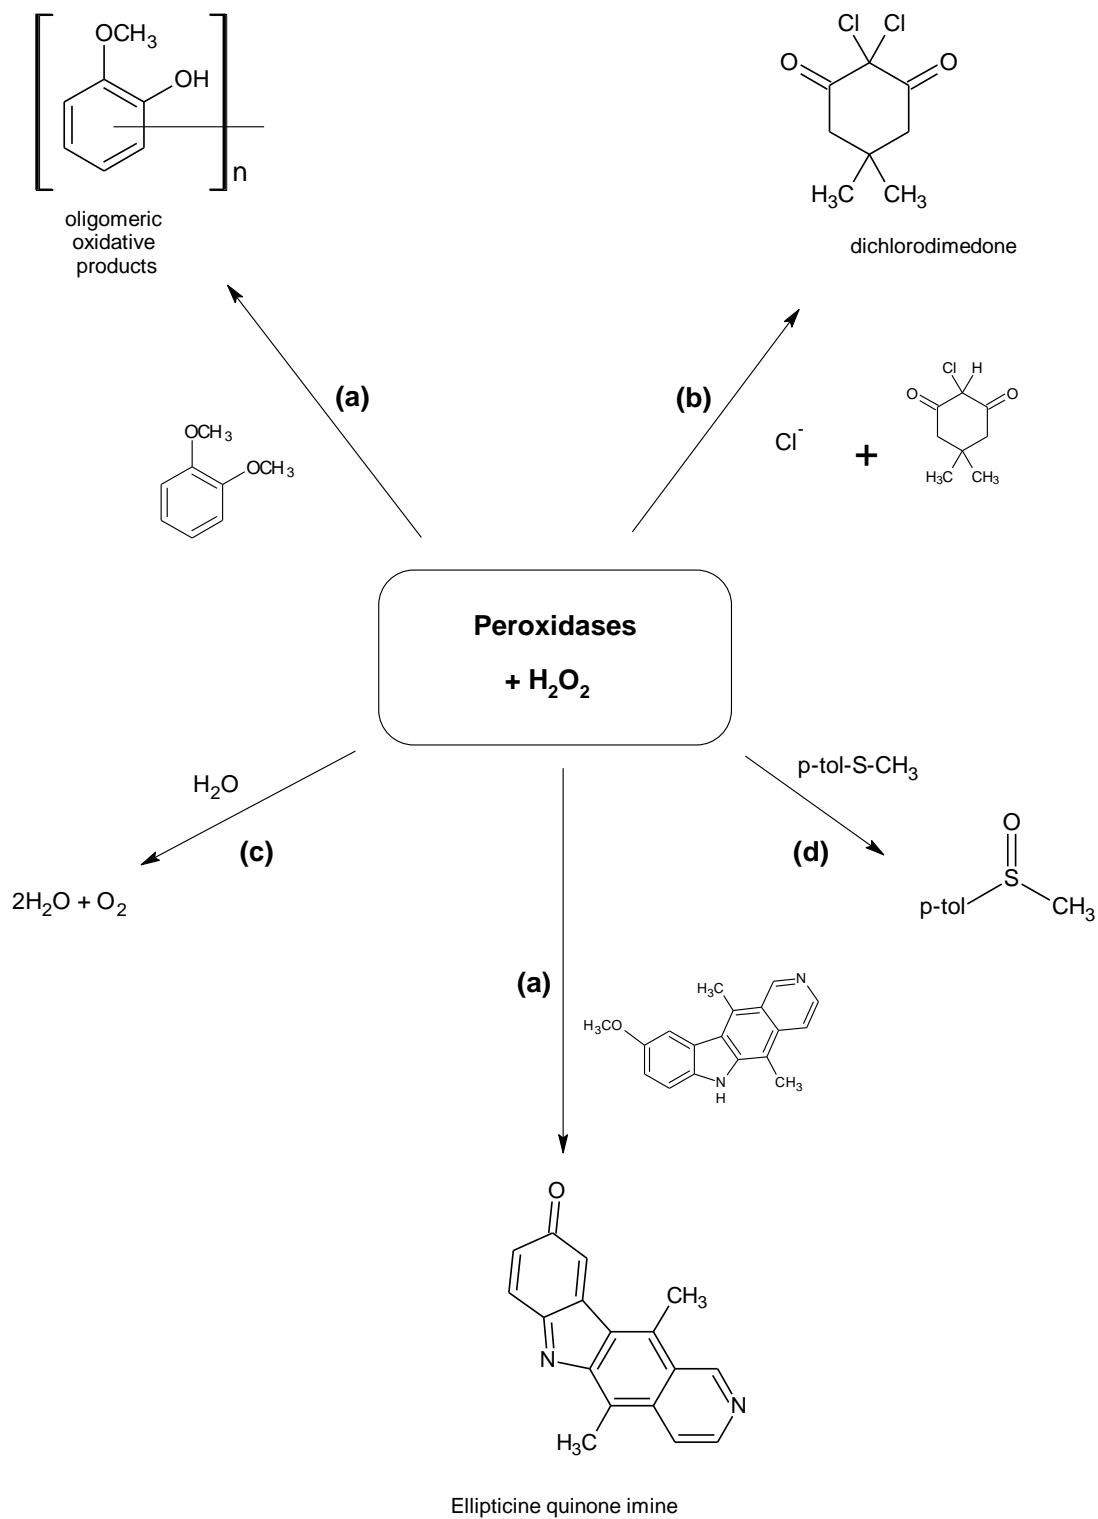 OCH3
OH
n
oligomeric
oxidative
products
Cl Cl
O O
H3C CH3
dichlorodimedone
(a)
OCH3
OCH3
(b)
Cl-
+
Cl H
O O
H3C CH3
Peroxidases
+ H2O2
H2O
(c)
2H2O + O2
p-tol-S-CH3
(d)
O
S
p-tol
CH3
(a)
N
H3C
H3CO
N
H
CH3
O
CH3
N
N
H3C
Ellipticine quinone imine